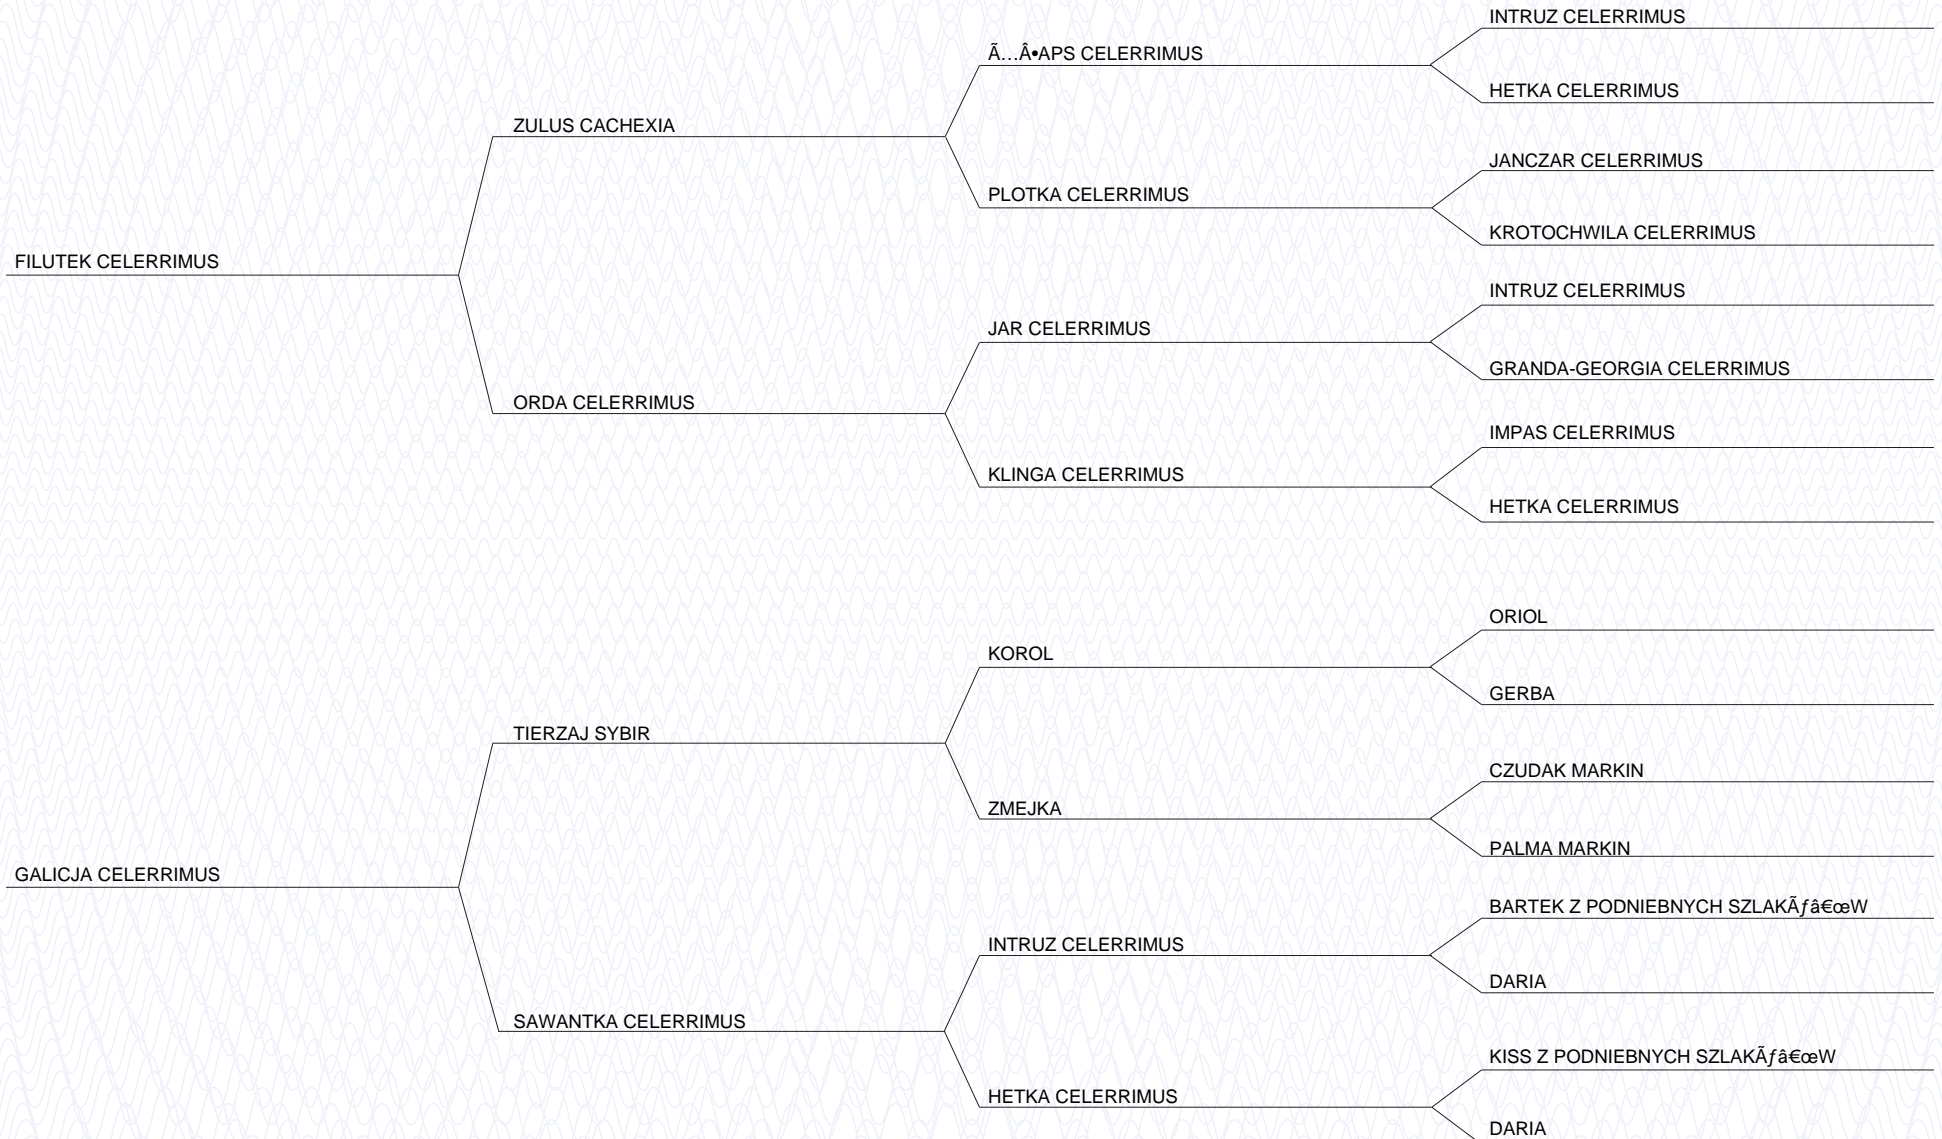 INTRUZ CELERRIMUS
Ã…Â•APS CELERRIMUS
HETKA CELERRIMUS
ZULUS CACHEXIA
JANCZAR CELERRIMUS
PLOTKA CELERRIMUS
KROTOCHWILA CELERRIMUS
FILUTEK CELERRIMUS
INTRUZ CELERRIMUS
JAR CELERRIMUS
GRANDA-GEORGIA CELERRIMUS
ORDA CELERRIMUS
IMPAS CELERRIMUS
KLINGA CELERRIMUS
HETKA CELERRIMUS
ORIOL
KOROL
GERBA
TIERZAJ SYBIR
CZUDAK MARKIN
ZMEJKA
PALMA MARKIN
GALICJA CELERRIMUS
BARTEK Z PODNIEBNYCH SZLAKÃƒâ€œW
INTRUZ CELERRIMUS
DARIA
SAWANTKA CELERRIMUS
KISS Z PODNIEBNYCH SZLAKÃƒâ€œW
HETKA CELERRIMUS
DARIA